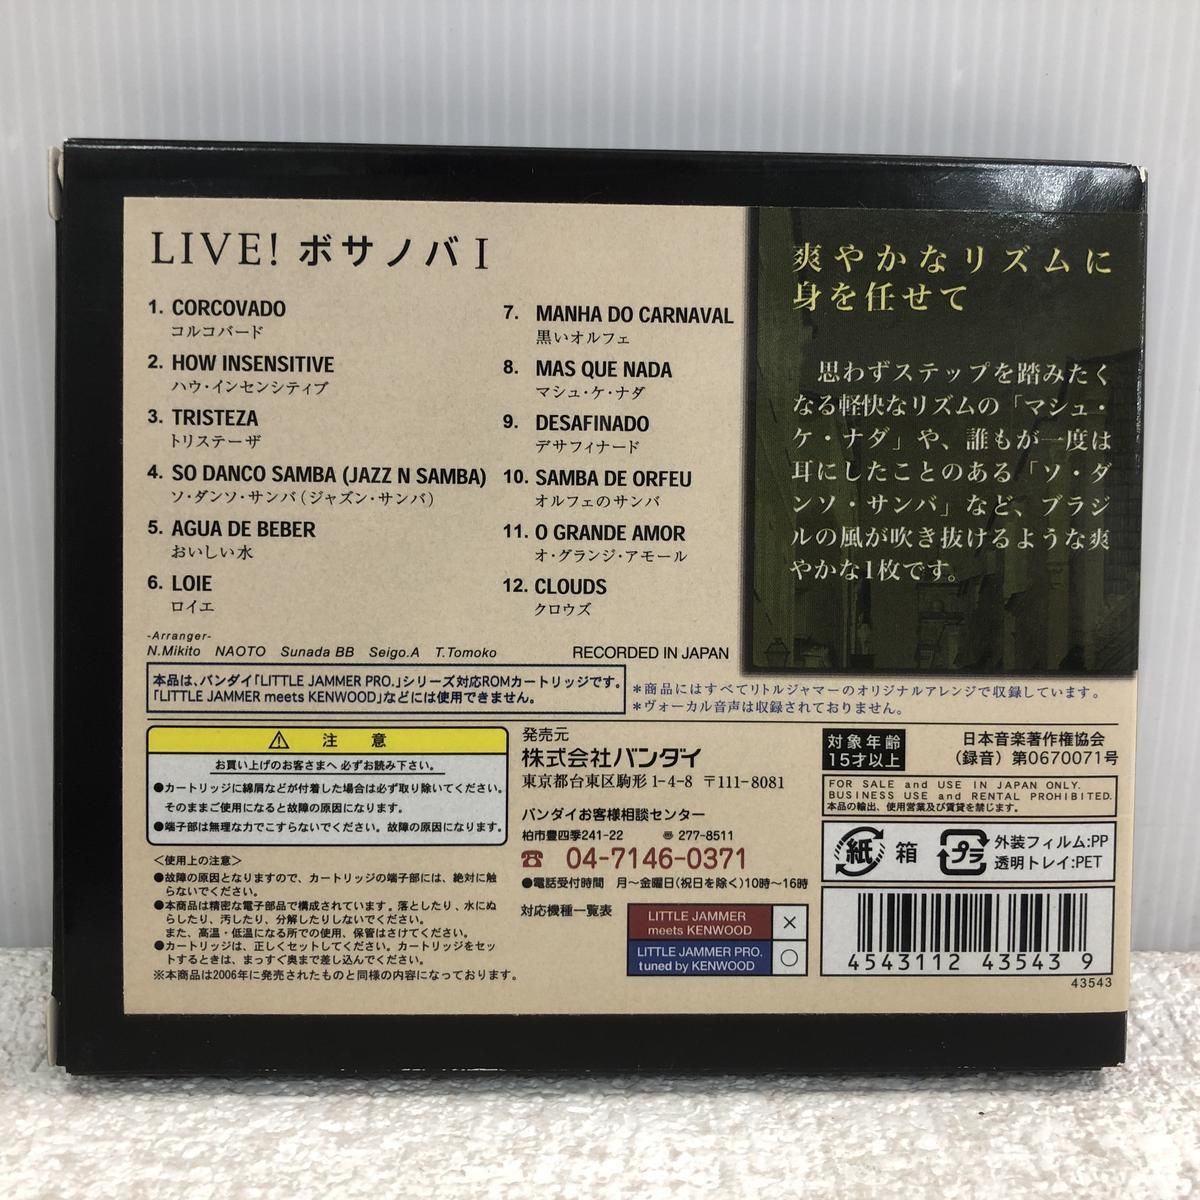 LIVE! ボサノバ I
1. CORCOVADO
コルコバード
2. HOW INSENSITIVE
ハウ・インセンシティブ
3. TRISTEZA
トリステーザ
4. SO DANCO SAMBA (JAZZ N SAMBA)
ソ・ダンソ・サンバ(ジャズン・サンバ)
5. AGUA DE BEBER
おいしい水
6. LOIE
ロイエ
7. MANHA DO CARNAVAL
黒いオルフェ
8. MAS QUE NADA
マシュ・ケ・ナダ
9. DESAFINADO
デサフィナード
10. SAMBA DE ORFEU
オルフェのサンバ
11. O GRANDE AMOR
オ・グランジ・アモール
12. CLOUDS
クロウズ
-Arranger-
N.Mikito NAOTO Sunada BB Seigo.A T.Tomoko
RECORDED IN JAPAN
爽やかなリズムに
身を任せて
思わずステップを踏みたく
なる軽快なリズムの「マシュ・
ケ・ナダ」や、誰もが一度は
耳にしたことのある「ソ・ダ
ンソ・サンバ」など、ブラジ
ルの風が吹き抜けるような爽
やかな1枚です。
本品は、バンダイ「LITTLE JAMMER PRO.」シリーズ対応ROMカートリッジです。
「LITTLE JAMMER meets KENWOOD」などには使用できません。
*商品にはすべてリトルジャマーのオリジナルアレンジで収録しています。
*ヴォーカル音声は収録されておりません。
⚠ 注 意
お買い上げのお客さまへ 必ずお読み下さい。
●カートリッジに綿屑などが付着した場合は必ず取り除いてください。
そのままご使用になると故障の原因になります。
●端子部は無理な力でこすらないでください。故障の原因になります。
<使用上の注意>
●故障の原因となりますので、カートリッジの端子部には、絶対に触
らないでください。
●本商品は精密な電子部品で構成されています。落としたり、水にぬ
らしたり、汚したり、分解したりしないでください。
また、高温・低温になる所での使用、保管はさけてください。
●カートリッジは、正しくセットしてください。カートリッジをセッ
トするときは、まっすぐ奥まで差し込んでください。
※本商品は2006年に発売されたものと同様の内容になっております。
発売元
株式会社バンダイ
東京都台東区駒形1-4-8 〒111-8081
バンダイお客様相談センター
柏市豊四季241-22 〠 277-8511
☎ 04-7146-0371
●電話受付時間 月~金曜日(祝日を除く)10時~16時
対応機種一覧表
LITTLE JAMMER
meets KENWOOD ×
LITTLE JAMMER PRO.
tuned by KENWOOD ○
対象年齢
15才以上
日本音楽著作権協会
(録音)第0670071号
FOR SALE and USE IN JAPAN ONLY.
BUSINESS USE and RENTAL PROHIBITED.
本品の輸出、使用営業及び賃貸を禁じます。
紙 箱
プラ
外装フィルム:PP
透明トレイ:PET
4543112 43543 9
43543